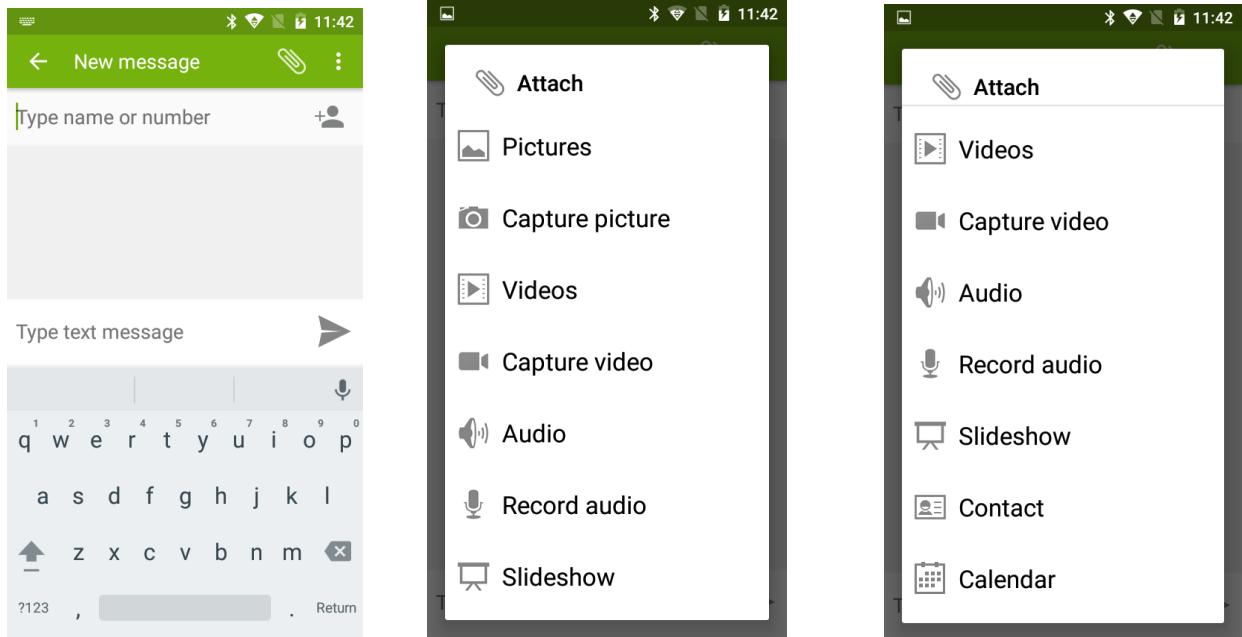 11:42
New message
Type name or number
Type text message
1 2 3 4 5 6 7 8 9 0
q w e r t y u i o p
a s d f g h j k l
z x c v b n m
?123 , . Return
11:42
Attach
Pictures
Capture picture
Videos
Capture video
Audio
Record audio
Slideshow
11:42
Attach
Videos
Capture video
Audio
Record audio
Slideshow
Contact
Calendar